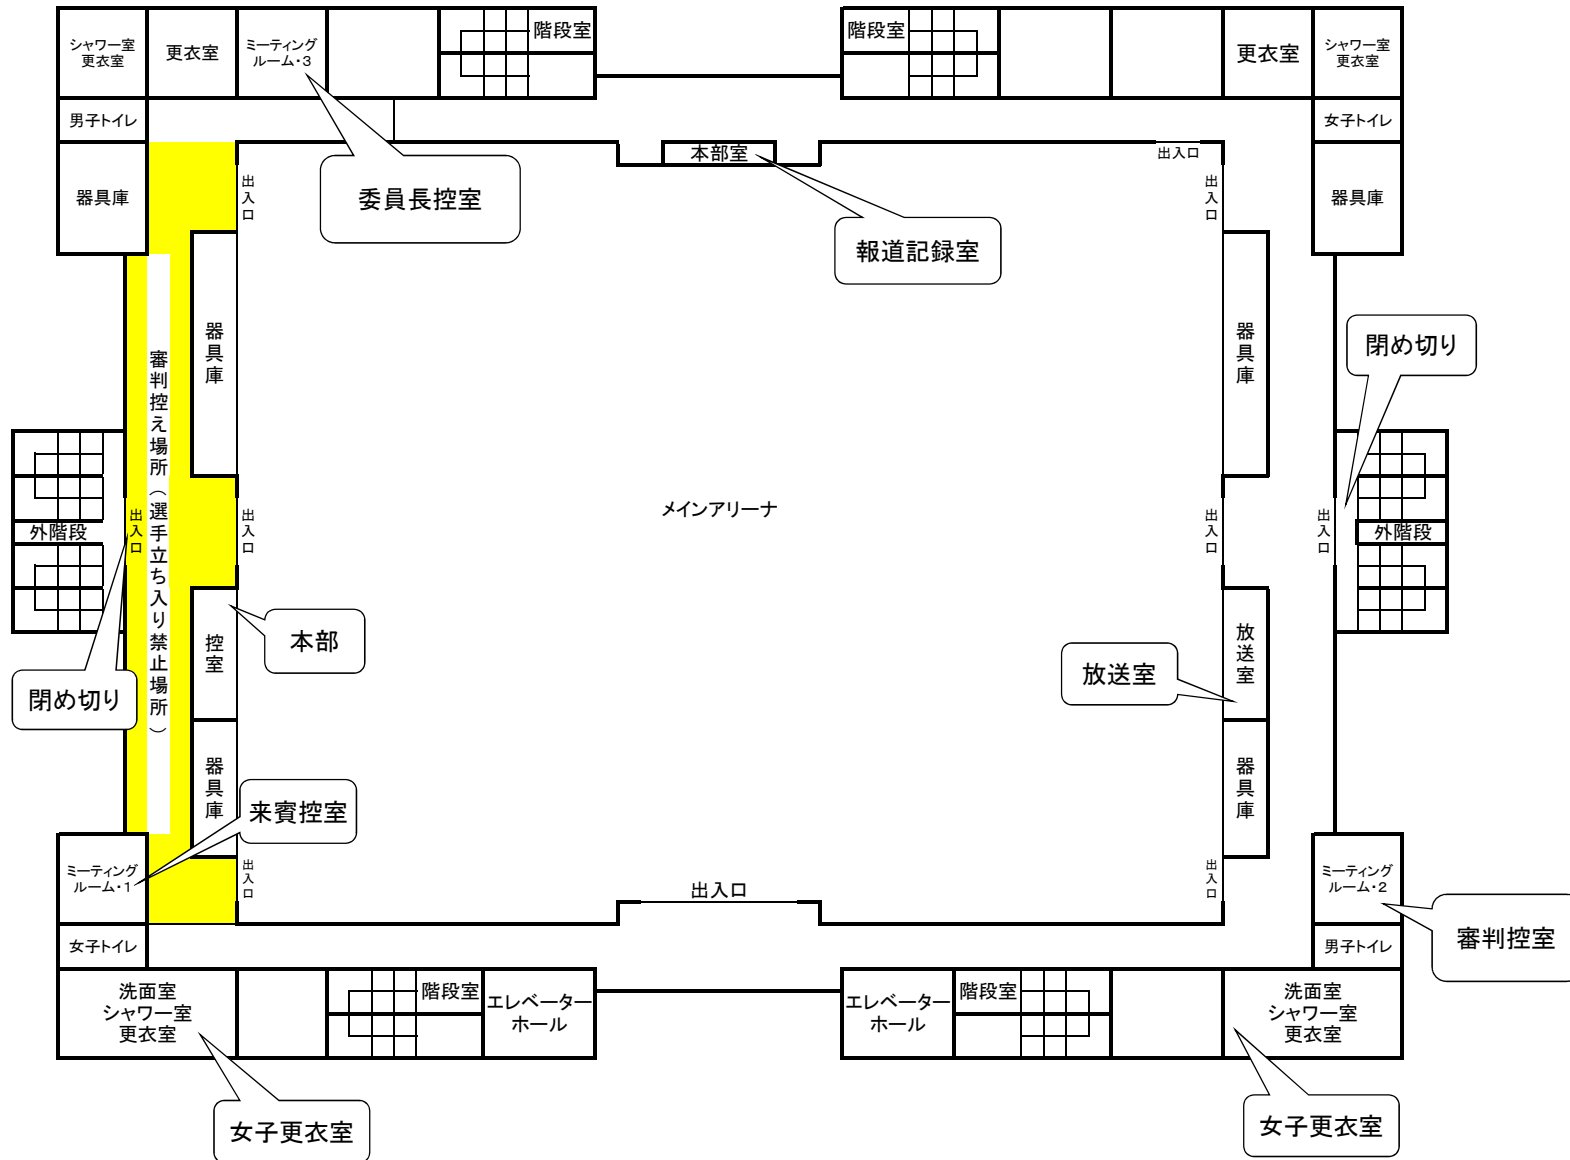 シャワー室
更衣室
更衣室
ミーティング
ルーム・3
階段室
階段室
更衣室
シャワー室
更衣室
男子トイレ
女子トイレ
本部室
出入口
器具庫
出入口
委員長控室
報道記録室
出入口
器具庫
器具庫
審判控え場所（選手立ち入り禁止場所）
器具庫
閉め切り
メインアリーナ
外階段
出入口
出入口
出入口
出入口
外階段
控室
本部
放送室
放送室
閉め切り
器具庫
来賓控室
器具庫
ミーティング
ルーム・1
出入口
出入口
出入口
ミーティング
ルーム・2
審判控室
女子トイレ
男子トイレ
洗面室
シャワー室
更衣室
階段室
エレベーター
ホール
エレベーター
ホール
階段室
洗面室
シャワー室
更衣室
女子更衣室
女子更衣室